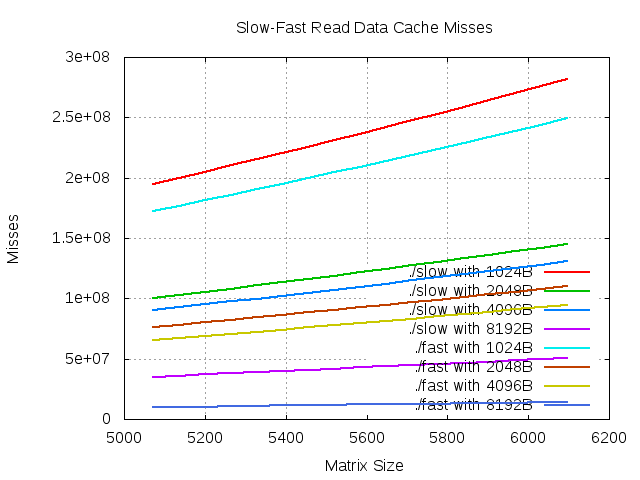 Slow-Fast Read Data Cache Misses
3e+08
2.5e+08
2e+08
1.5e+08
1e+08
5e+07
0
Misses
./slow with 1024B
./slow with 2048B
./slow with 4096B
./slow with 8192B
./fast with 1024B
./fast with 2048B
./fast with 4096B
./fast with 8192B
5000 5200 5400 5600 5800 6000 6200
Matrix Size